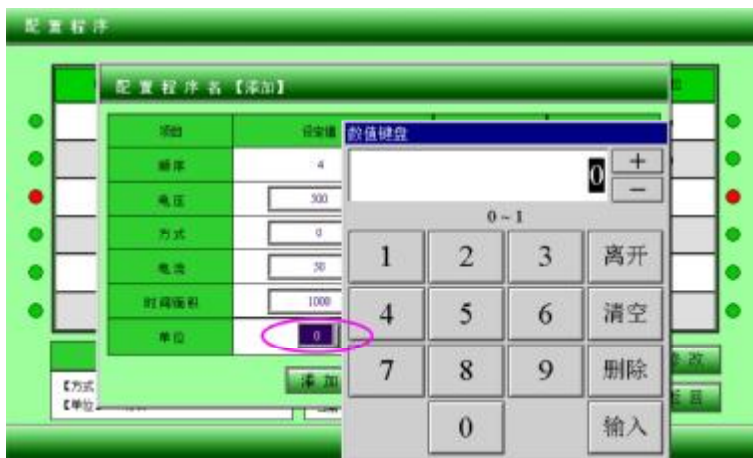 配置程序
配置程序名【添加】
项目 设定值
顺序 4
电压 500
方式 0
电流 50
时间面积 1000
单位 0
添加
数值键盘
0
+
-
0~1
1 2 3 离开
4 5 6 清空
7 8 9 删除
0 输入
改
【方式
【单位